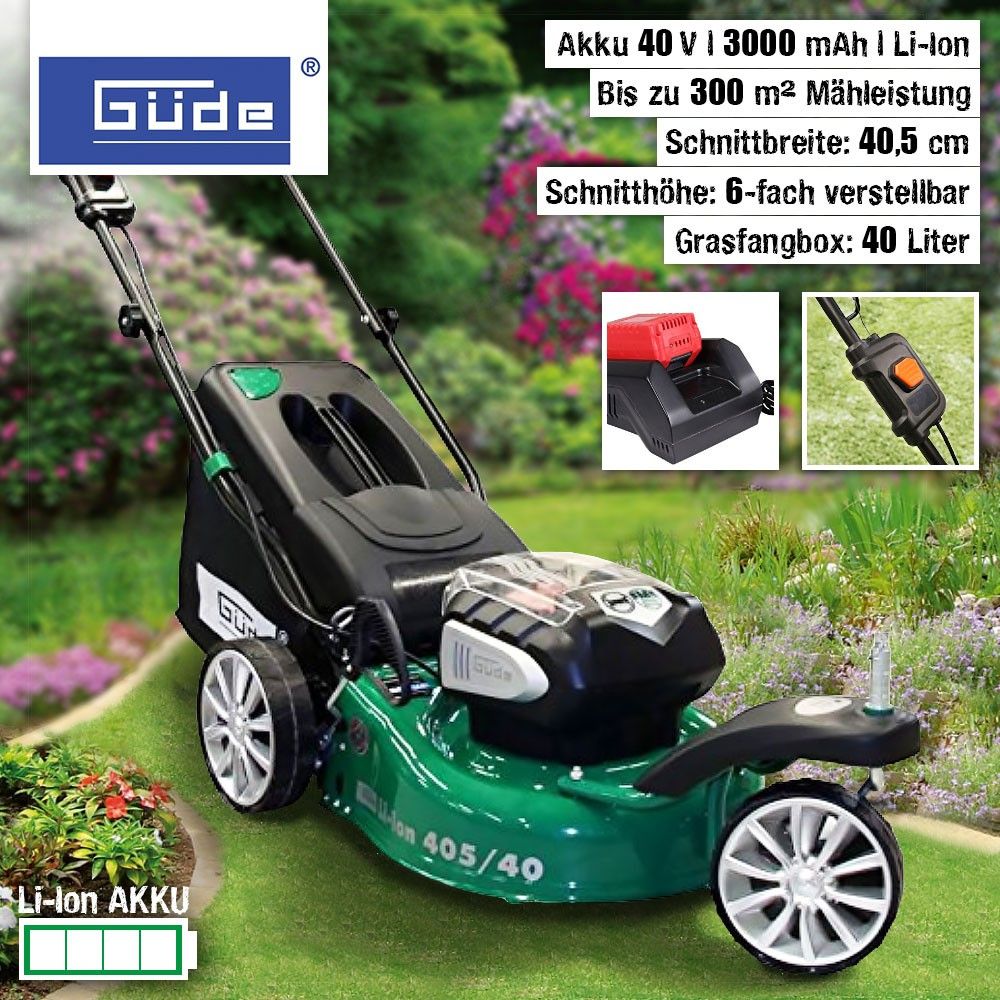 Güde®
Akku 40 V | 3000 mAh | Li-Ion
Bis zu 300 m² Mähleistung
Schnittbreite: 40,5 cm
Schnitthöhe: 6-fach verstellbar
Grasfangbox: 40 Liter
Güde®
Güde
Li-Ion 405/40
Li-Ion AKKU